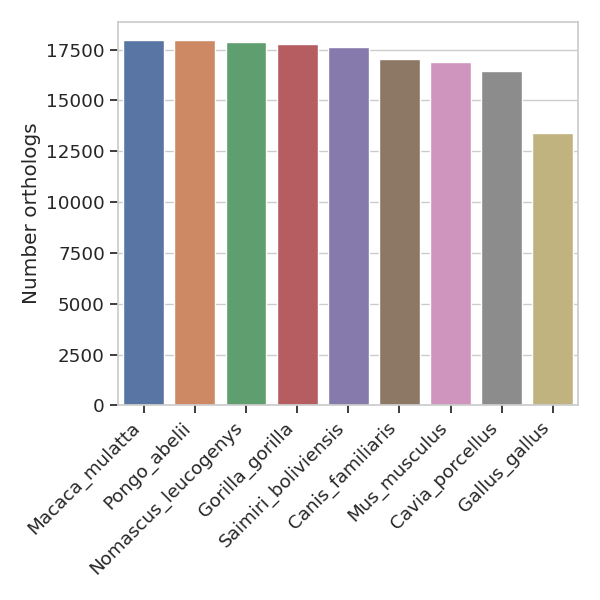 Number orthologs
17500
15000
12500
10000
7500
5000
2500
0
Macaca_mulatta
Pongo_abelii
Nomascus_leucogenys
Gorilla_gorilla
Saimiri_boliviensis
Canis_familiaris
Mus_musculus
Cavia_porcellus
Gallus_gallus